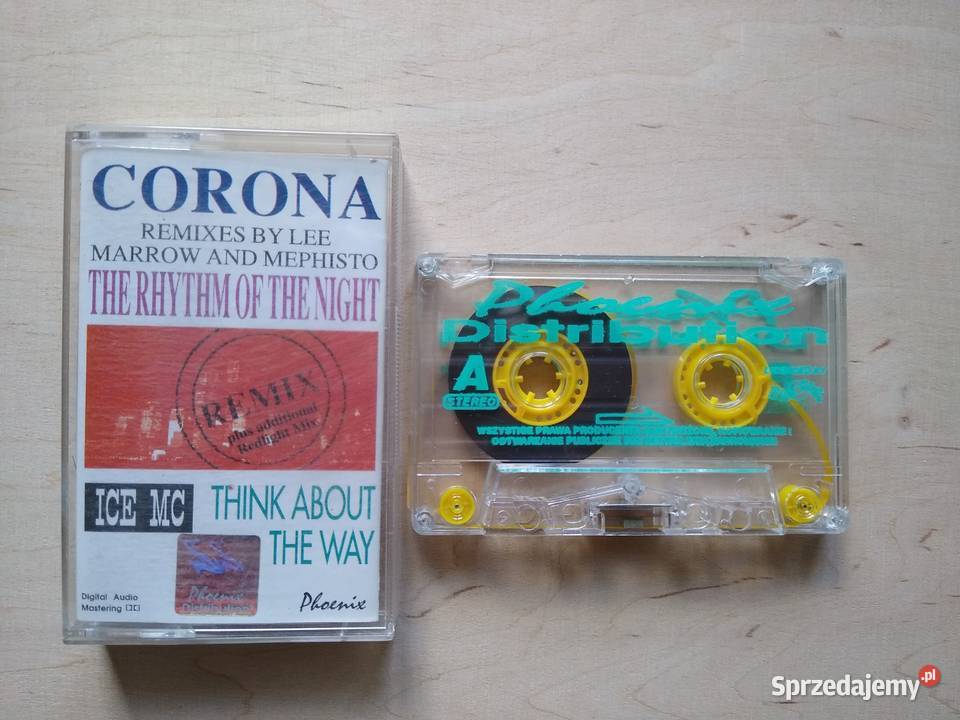 CORONA
REMIXES BY LEE
MARROW AND MEPHISTO
THE RHYTHM OF THE NIGHT
REMIX
plus additional
Redlight Mix
ICE MC
THINK ABOUT
THE WAY
Phoenix
Digital Audio
Mastering
Phoenix
Phoenix
Distribution
A
STEREO
WSZYSTKIE PRAWA
Sprzedajemy.pl